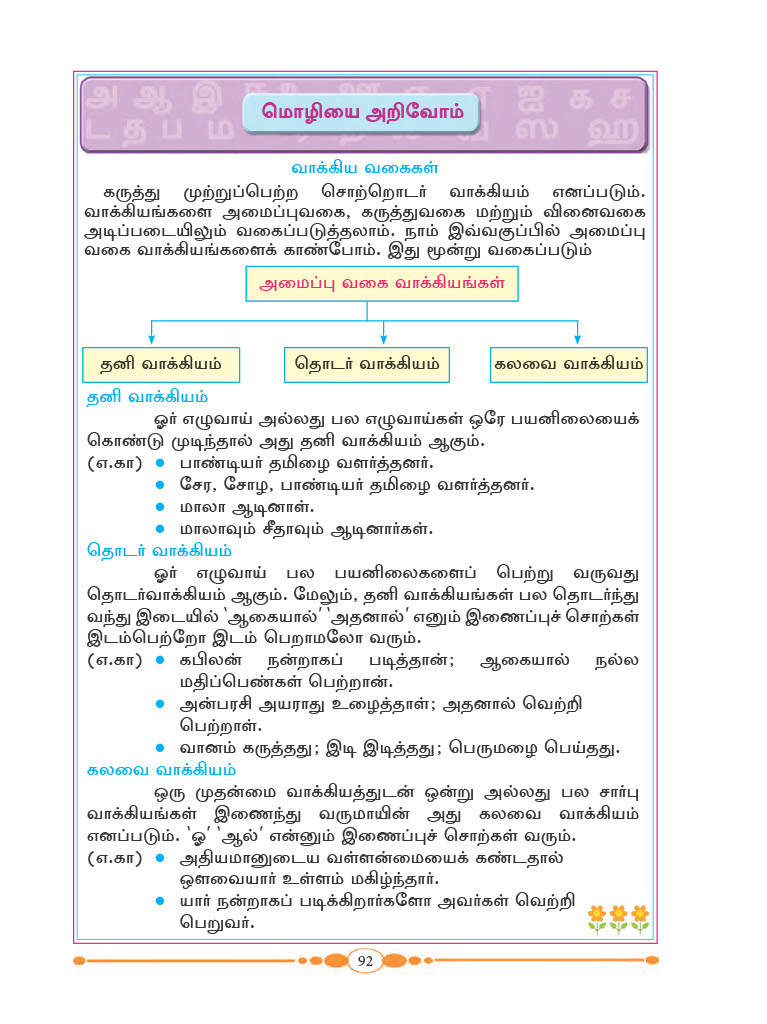 மொழியை அறிவோம்
வாக்கிய வகைகள்
கருத்து முற்றுப்பெற்ற சொற்றொடர் வாக்கியம் எனப்படும்.
வாக்கியங்களை அமைப்புவகை, கருத்துவகை மற்றும் வினைவகை
அடிப்படையிலும் வகைப்படுத்தலாம். நாம் இவ்வகுப்பில் அமைப்பு
வகை வாக்கியங்களைக் காண்போம். இது மூன்று வகைப்படும்
அமைப்பு வகை வாக்கியங்கள்
தனி வாக்கியம் தொடர் வாக்கியம் கலவை வாக்கியம்
தனி வாக்கியம்
ஓர் எழுவாய் அல்லது பல எழுவாய்கள் ஒரே பயனிலையைக்
கொண்டு முடிந்தால் அது தனி வாக்கியம் ஆகும்.
(எ.கா) • பாண்டியர் தமிழை வளர்த்தனர்.
• சேர, சோழ, பாண்டியர் தமிழை வளர்த்தனர்.
• மாலா ஆடினாள்.
• மாலாவும் சீதாவும் ஆடினார்கள்.
தொடர் வாக்கியம்
ஓர் எழுவாய் பல பயனிலைகளைப் பெற்று வருவது
தொடர்வாக்கியம் ஆகும். மேலும், தனி வாக்கியங்கள் பல தொடர்ந்து
வந்து இடையில் ‘ஆகையால்’ ‘அதனால்’ எனும் இணைப்புச் சொற்கள்
இடம்பெற்றோ இடம் பெறாமலோ வரும்.
(எ.கா) • கபிலன் நன்றாகப் படித்தான்; ஆகையால் நல்ல
மதிப்பெண்கள் பெற்றான்.
• அன்பரசி அயராது உழைத்தாள்; அதனால் வெற்றி
பெற்றாள்.
• வானம் கருத்தது; இடி இடித்தது; பெருமழை பெய்தது.
கலவை வாக்கியம்
ஒரு முதன்மை வாக்கியத்துடன் ஒன்று அல்லது பல சார்பு
வாக்கியங்கள் இணைந்து வருமாயின் அது கலவை வாக்கியம்
எனப்படும். ‘ஓ’ ‘ஆல்’ என்னும் இணைப்புச் சொற்கள் வரும்.
(எ.கா) • அதியமானுடைய வள்ளன்மையைக் கண்டதால்
ஔவையார் உள்ளம் மகிழ்ந்தார்.
• யார் நன்றாகப் படிக்கிறார்களோ அவர்கள் வெற்றி
பெறுவர்.
92